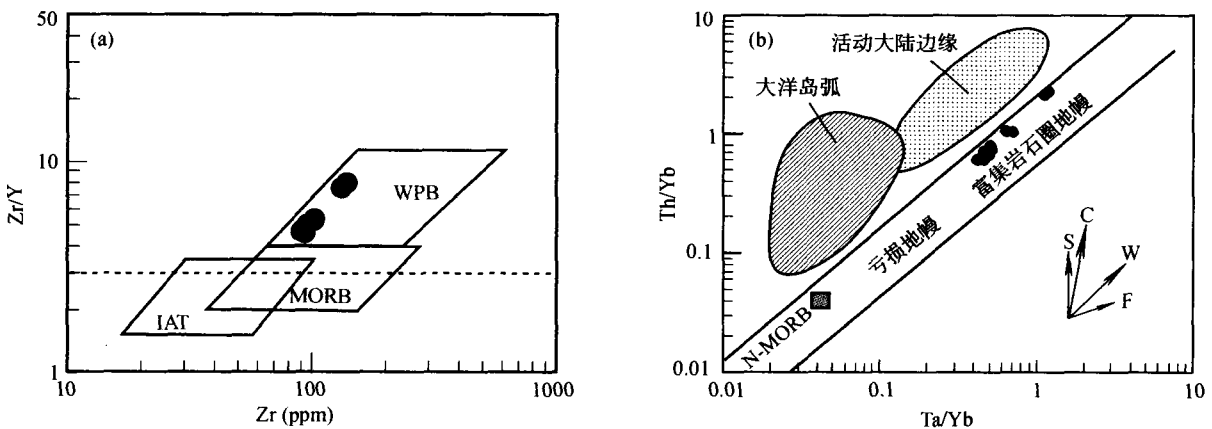 (a)
50
10
1
Zr/Y
WPB
MORB
IAT
10
100
1000
Zr (ppm)
(b)
10
1
0.1
0.01
Th/Yb
活动大陆边缘
大洋岛弧
富集岩石圈地幔
亏损地幔
N-MORB
S
C
W
F
0.01
0.1
1
10
Ta/Yb